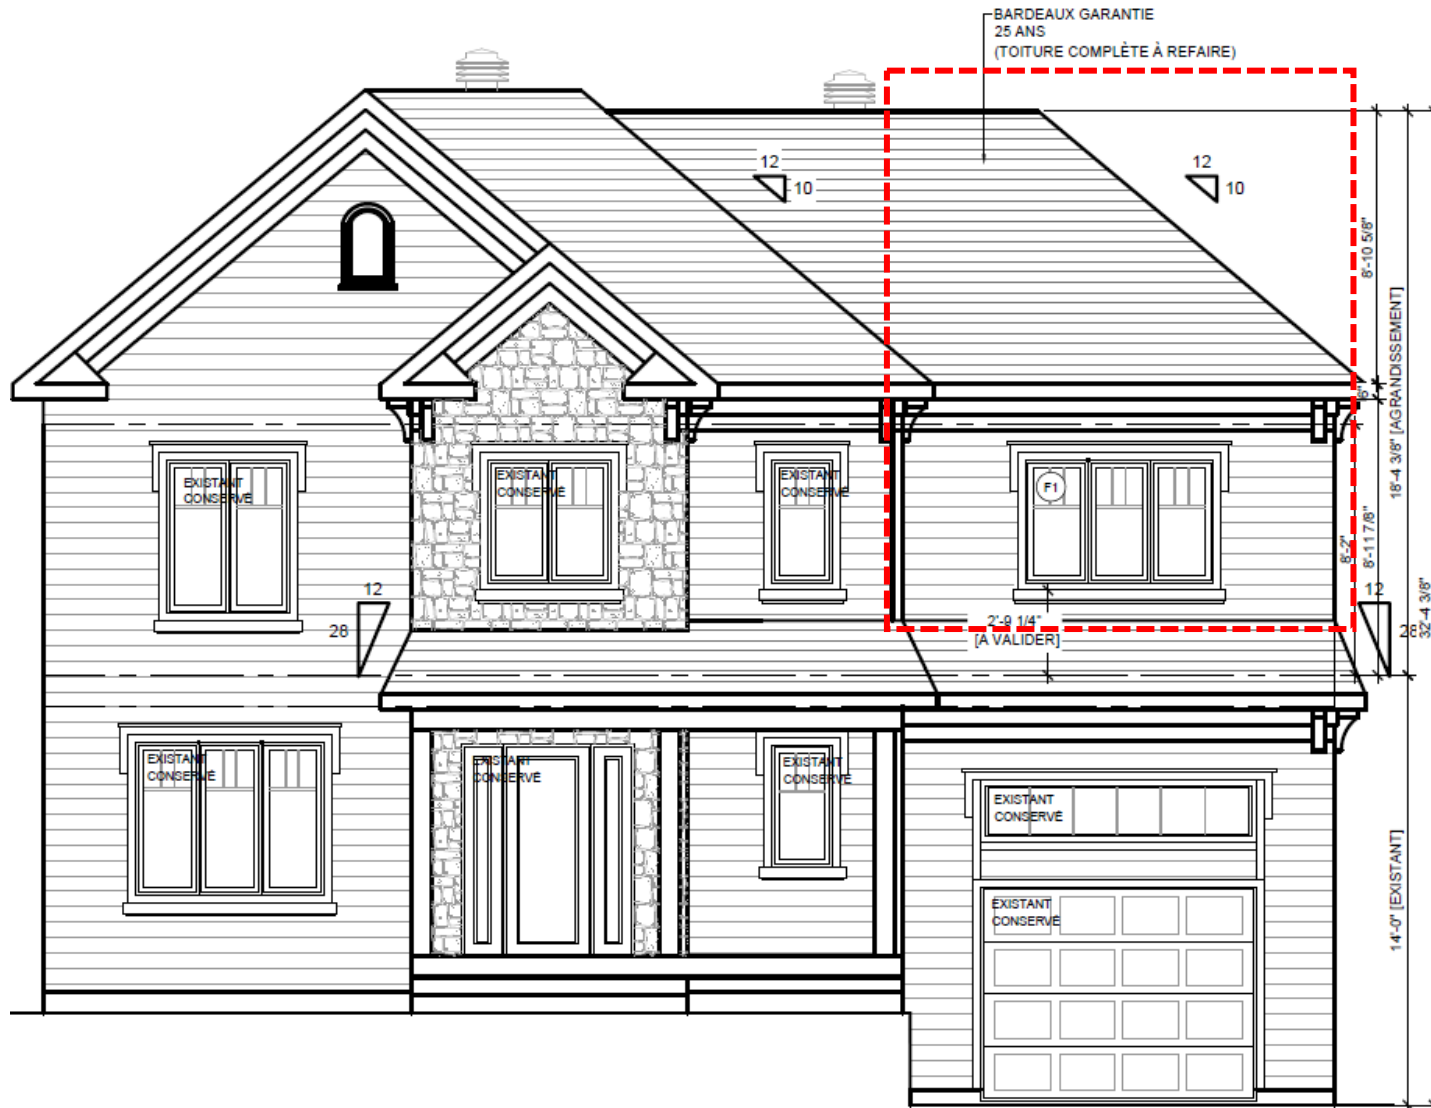 BARDEAUX GARANTIE
25 ANS
(TOITURE COMPLÈTE À REFAIRE)
12
10
12
10
8'-10 5/8"
6"
18'-4 3/8" [AGRANDISSEMENT]
EXISTANT
CONSERVÉ
EXISTANT
CONSERVÉ
EXISTANT
CONSERVÉ
F1
8'-2"
8'-11 7/8"
32'-4 3/8"
12
28
2'-9 1/4"
[A VALIDER]
12
28
EXISTANT
CONSERVÉ
EXISTANT
CONSERVÉ
EXISTANT
CONSERVÉ
EXISTANT
CONSERVÉ
EXISTANT
CONSERVÉ
14'-0" [EXISTANT]